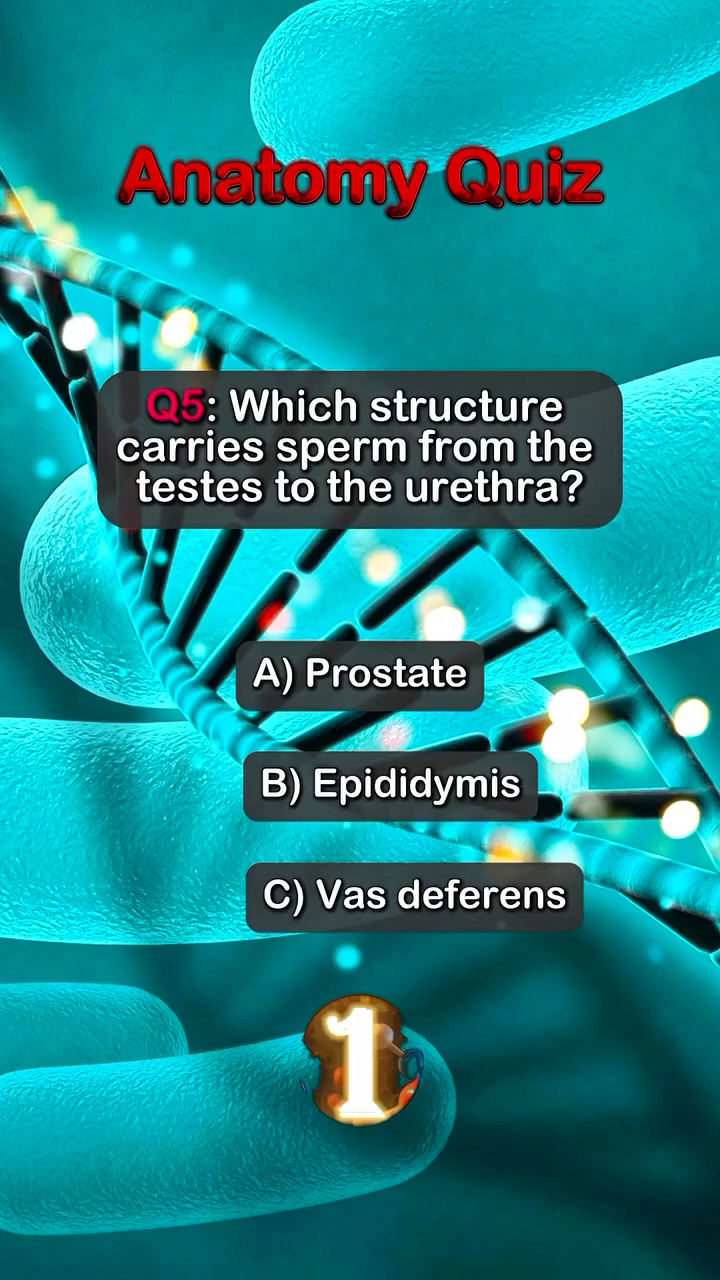 Anatomy Quiz
Q5: Which structure
carries sperm from the
testes to the urethra?
A) Prostate
B) Epididymis
C) Vas deferens
1